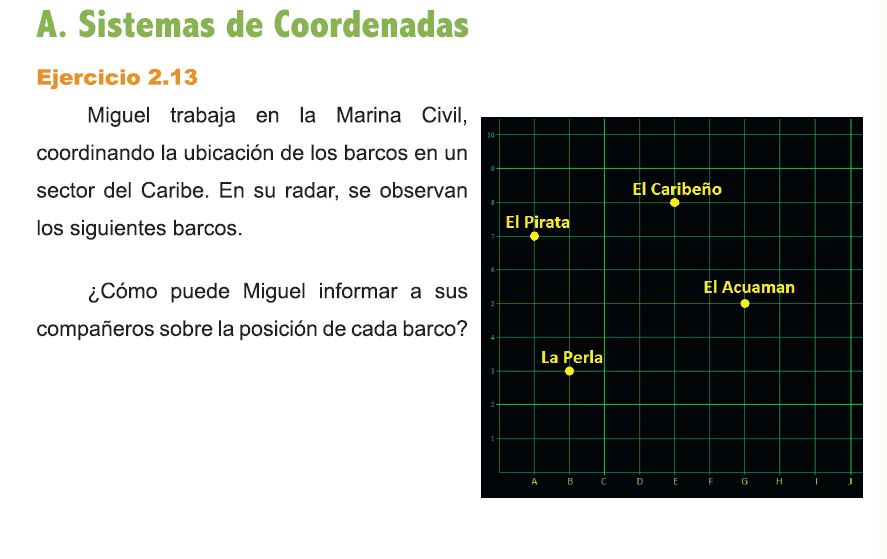 A. Sistemas de Coordenadas
Ejercicio 2.13
Miguel trabaja en la Marina Civil,
coordinando la ubicación de los barcos en un
sector del Caribe. En su radar, se observan
los siguientes barcos.
¿Cómo puede Miguel informar a sus
compañeros sobre la posición de cada barco?
10
9
El Caribeño
8
El Pirata
7
6
El Acuaman
5
4
La Perla
3
2
1
A B C D E F G H I J